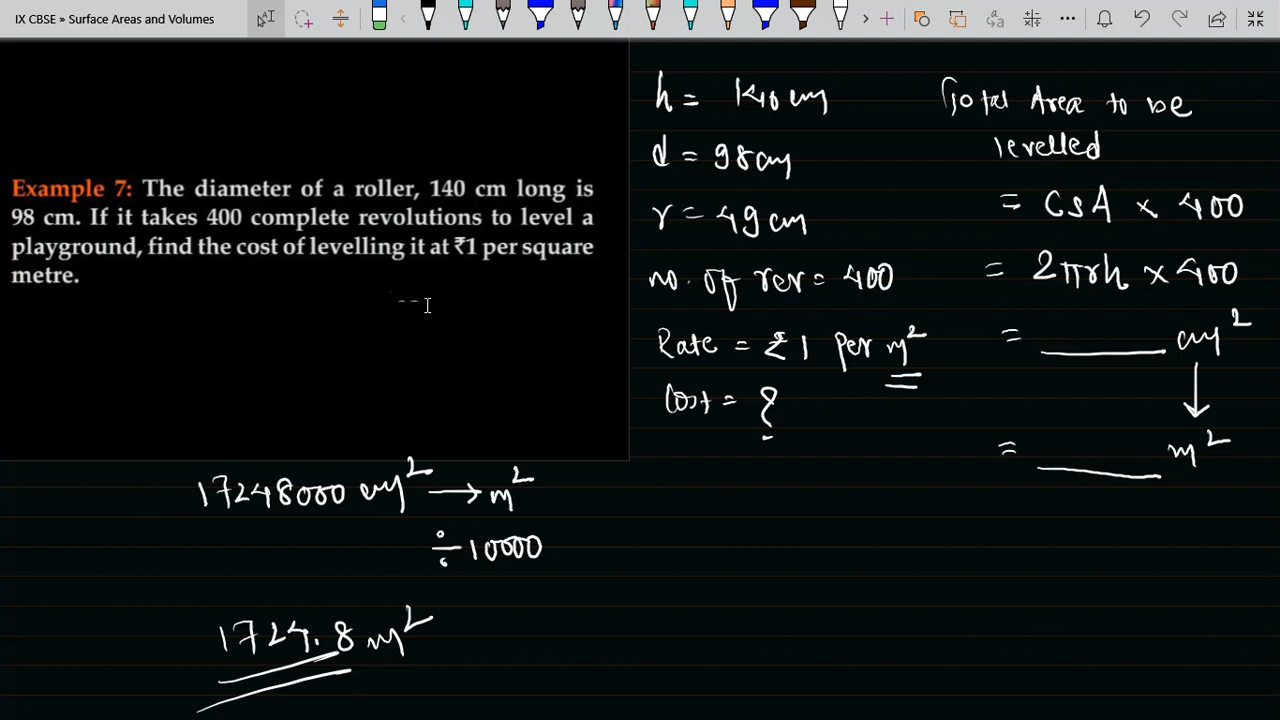 IX CBSE » Surface Areas and Volumes
Example 7: The diameter of a roller, 140 cm long is
98 cm. If it takes 400 complete revolutions to level a
playground, find the cost of levelling it at ₹1 per square
metre.
h = 140 cm
d = 98 cm
r = 49 cm
no. of rev = 400
Rate = ₹ 1 per m²
Cost = ?
Total Area to be
levelled
= CSA × 400
= 2πrh × 400
= ______ cm²
= ______ m²
17248000 cm² → m²
÷ 10000
1724.8 m²